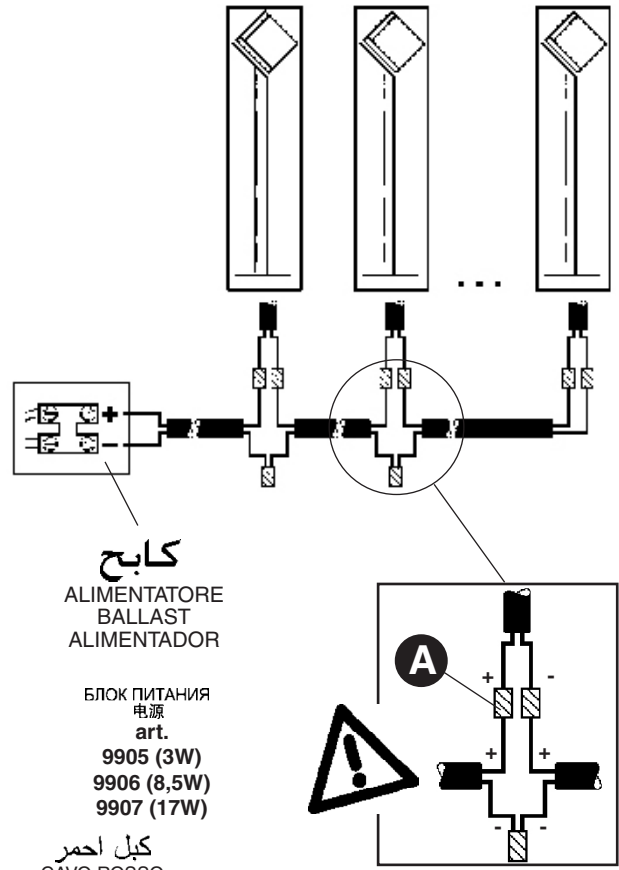 . . .
+
-
كابح
ALIMENTATORE
BALLAST
ALIMENTADOR
БЛОК ПИТАНИЯ
电源
art.
9905 (3W)
9906 (8,5W)
9907 (17W)
كبل احمر
A
+ -
+ +
- -